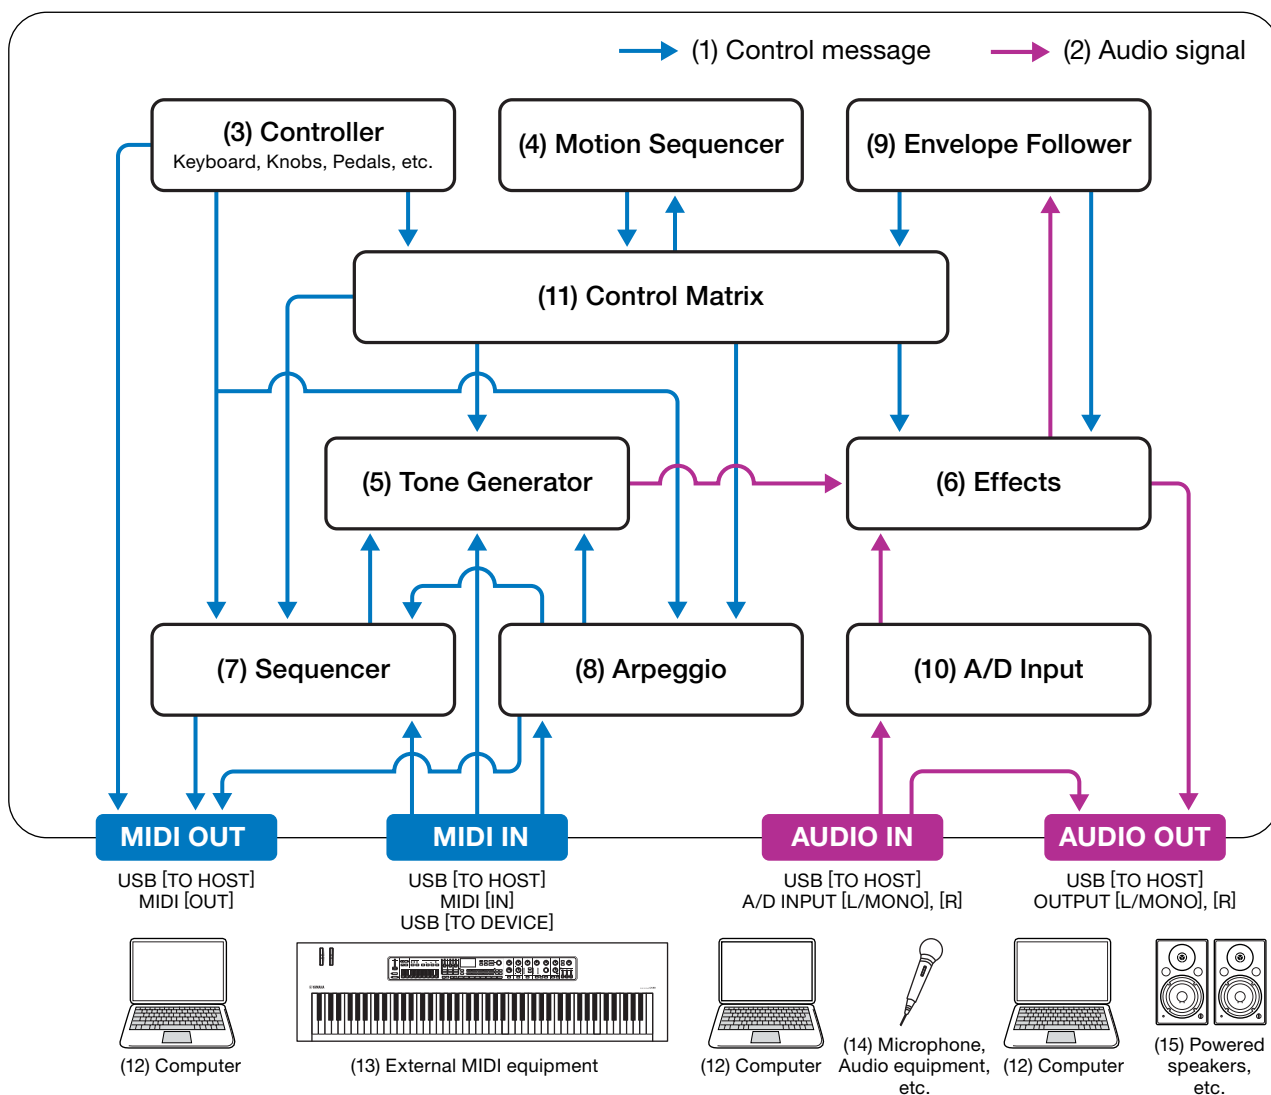 (1) Control message
(2) Audio signal
(3) Controller
Keyboard, Knobs, Pedals, etc.
(4) Motion Sequencer
(9) Envelope Follower
(11) Control Matrix
(5) Tone Generator
(6) Effects
(7) Sequencer
(8) Arpeggio
(10) A/D Input
MIDI OUT
MIDI IN
AUDIO IN
AUDIO OUT
USB [TO HOST]
MIDI [OUT]
USB [TO HOST]
MIDI [IN]
USB [TO DEVICE]
USB [TO HOST]
A/D INPUT [L/MONO], [R]
USB [TO HOST]
OUTPUT [L/MONO], [R]
(12) Computer
(13) External MIDI equipment
(12) Computer
(14) Microphone,
Audio equipment,
etc.
(12) Computer
(15) Powered
speakers,
etc.